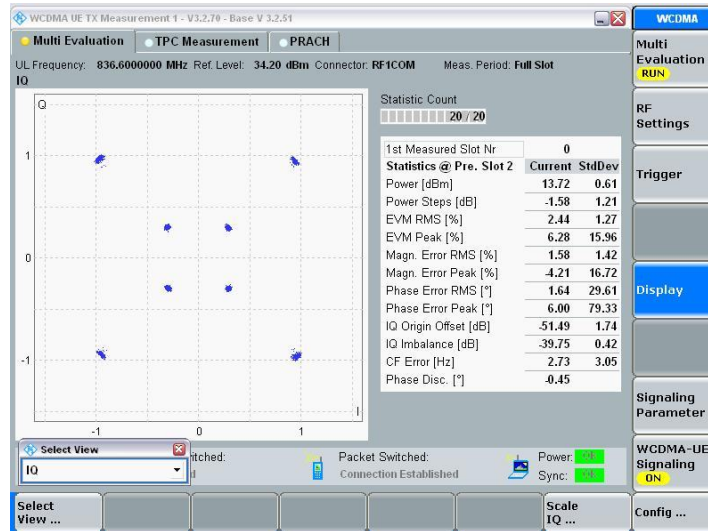 WCDMA UE TX Measurement 1 - V3.2.70 - Base V 3.2.51
WCDMA
Multi Evaluation
TPC Measurement
PRACH
UL Frequency: 836.6000000 MHz Ref. Level: 34.20 dBm Connector: RF1COM Meas. Period: Full Slot
IQ
Q
1
0
-1
-1 0 1
I
Statistic Count
20 / 20
1st Measured Slot Nr 0
Statistics @ Pre. Slot 2 Current StdDev
Power [dBm] 13.72 0.61
Power Steps [dB] -1.58 1.21
EVM RMS [%] 2.44 1.27
EVM Peak [%] 6.28 15.96
Magn. Error RMS [%] 1.58 1.42
Magn. Error Peak [%] -4.21 16.72
Phase Error RMS [°] 1.64 29.61
Phase Error Peak [°] 6.00 79.33
IQ Origin Offset [dB] -51.49 1.74
IQ Imbalance [dB] -39.75 0.42
CF Error [Hz] 2.73 3.05
Phase Disc. [°] -0.45
Select View
IQ
itched:
d
Packet Switched:
Connection Established
Power:
Sync:
Multi
Evaluation
RUN
RF
Settings
Trigger
Display
Signaling
Parameter
WCDMA-UE
Signaling
ON
Select
View ...
Scale
IQ ...
Config ...